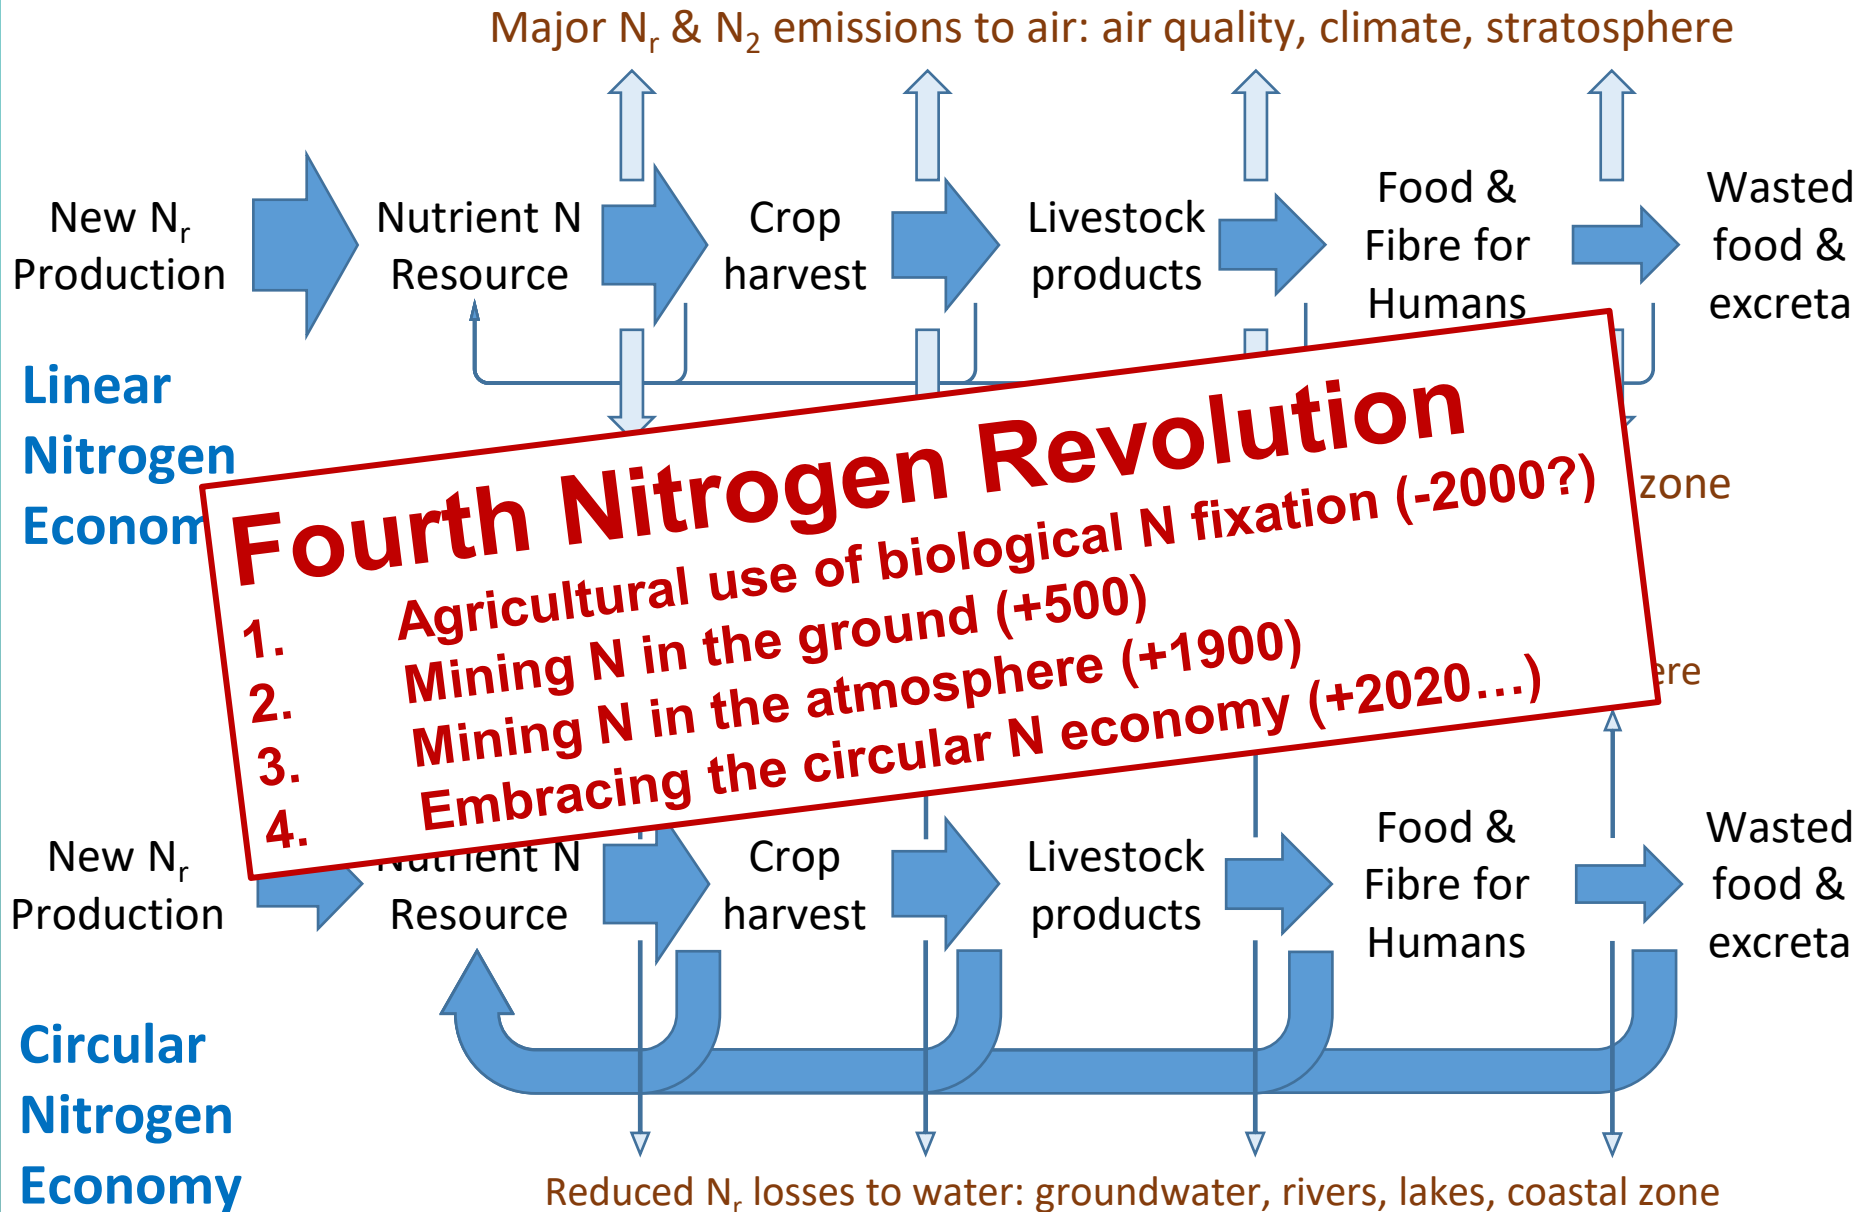 Major Nr & N2 emissions to air: air quality, climate, stratosphere
New Nr
Production
Nutrient N
Resource
Crop
harvest
Livestock
products
Food &
Fibre for
Humans
Wasted
food &
excreta
Linear
Nitrogen
zone
Fourth Nitrogen Revolution
1. Agricultural use of biological N fixation (-2000?)
2. Mining N in the ground (+500)
3. Mining N in the atmosphere (+1900)
4. Embracing the circular N economy (+2020…)
New Nr
Production
Nutrient N
Resource
Crop
harvest
Livestock
products
Food &
Fibre for
Humans
Wasted
food &
excreta
Circular
Nitrogen
Economy
Reduced Nr losses to water: groundwater, rivers, lakes, coastal zone